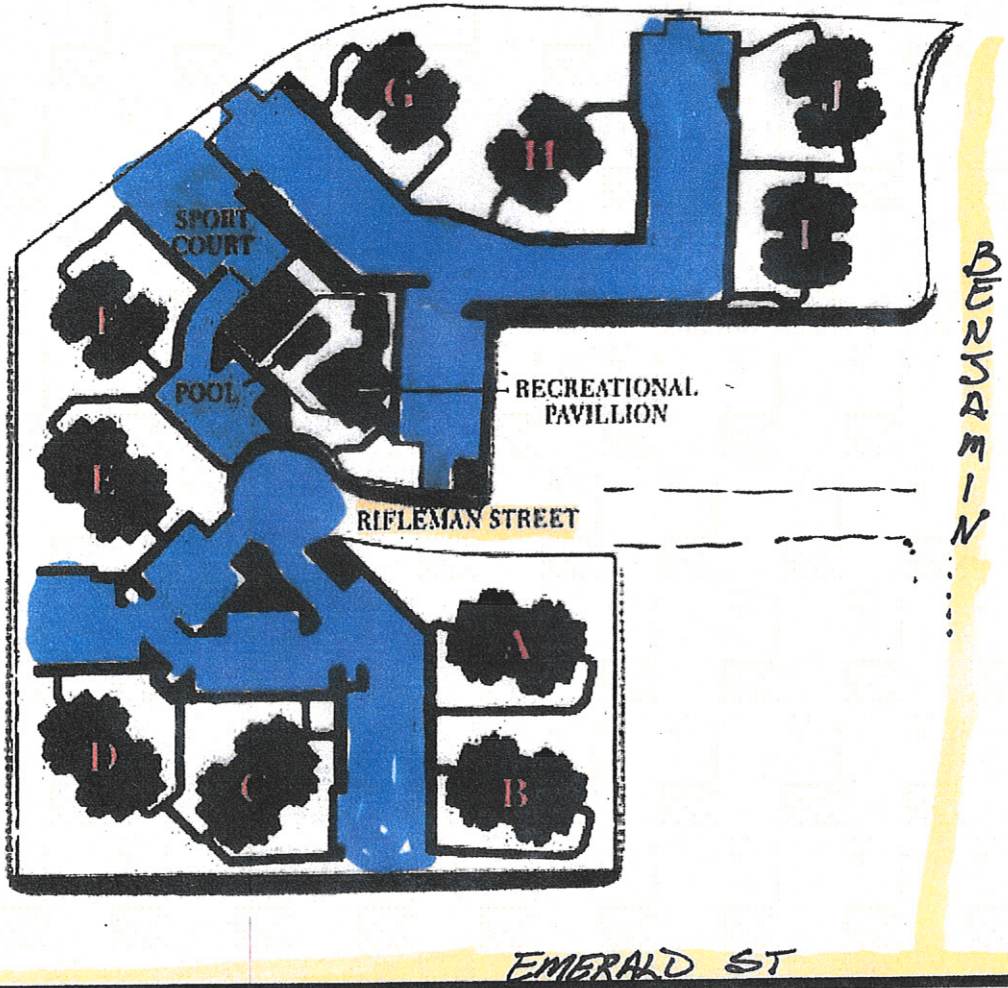 G
J
H
SPORT
COURT
I
F
BENJAMIN
POOL
RECREATIONAL
PAVILLION
E
RIFLEMAN STREET
A
D
C
B
EMERALD ST